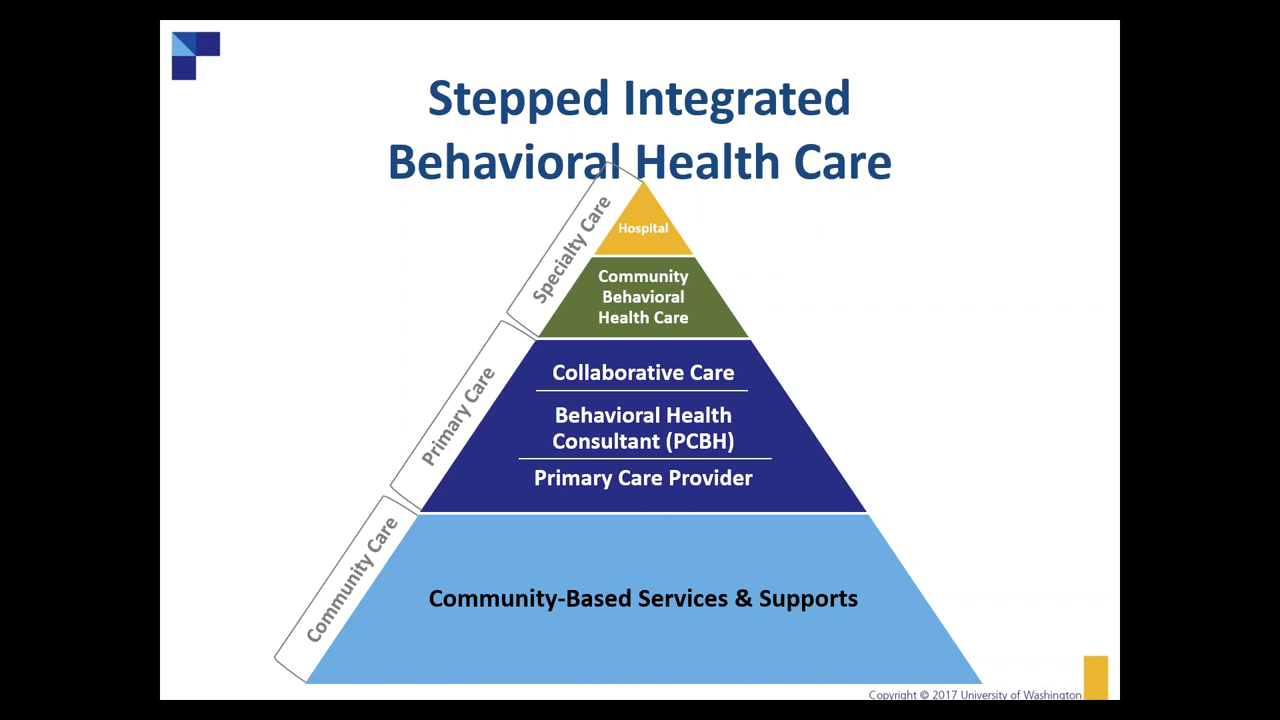 Stepped Integrated
Behavioral Health Care
Specialty Care
Hospital
Community
Behavioral
Health Care
Primary Care
Collaborative Care
Behavioral Health
Consultant (PCBH)
Primary Care Provider
Community Care
Community-Based Services & Supports
Copyright © 2017 University of Washington